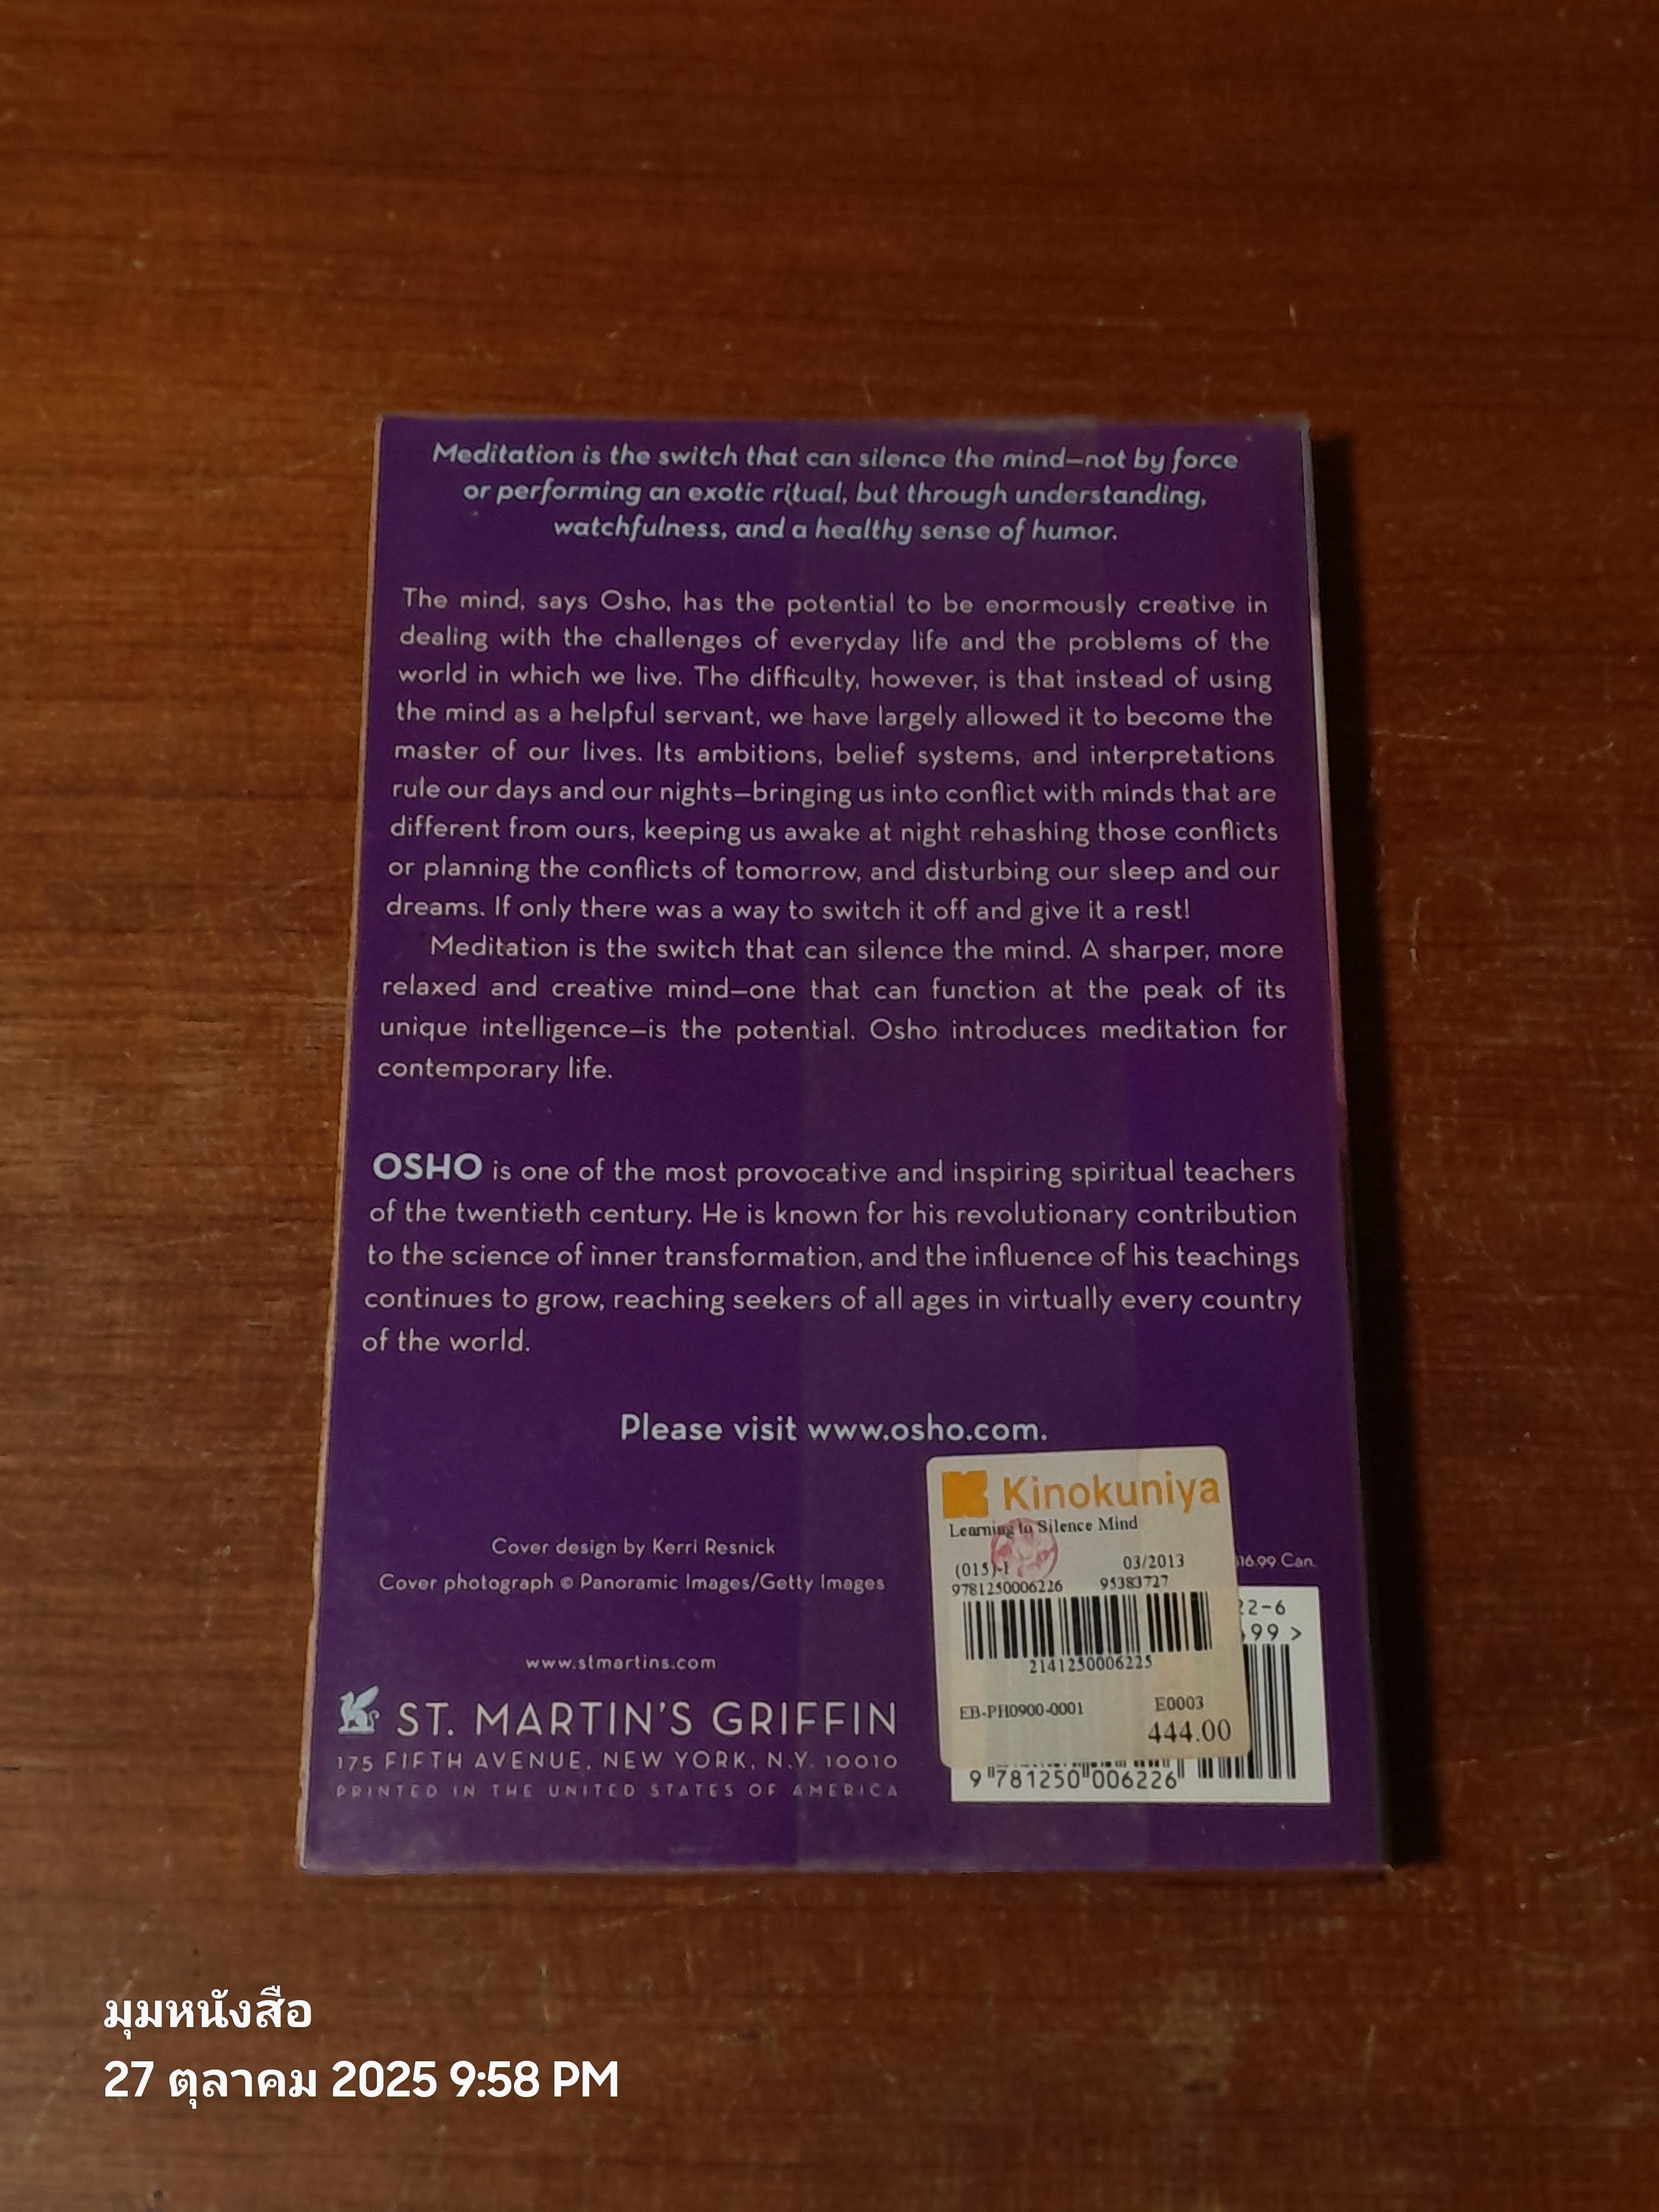 Meditation is the switch that can silence the mind—not by force
or performing an exotic ritual, but through understanding,
watchfulness, and a healthy sense of humor.
The mind, says Osho, has the potential to be enormously creative in
dealing with the challenges of everyday life and the problems of the
world in which we live. The difficulty, however, is that instead of using
the mind as a helpful servant, we have largely allowed it to become the
master of our lives. Its ambitions, belief systems, and interpretations
rule our days and our nights—bringing us into conflict with minds that are
different from ours, keeping us awake at night rehashing those conflicts
or planning the conflicts of tomorrow, and disturbing our sleep and our
dreams. If only there was a way to switch it off and give it a rest!
Meditation is the switch that can silence the mind. A sharper, more
relaxed and creative mind—one that can function at the peak of its
unique intelligence—is the potential. Osho introduces meditation for
contemporary life.
OSHO is one of the most provocative and inspiring spiritual teachers
of the twentieth century. He is known for his revolutionary contribution
to the science of inner transformation, and the influence of his teachings
continues to grow, reaching seekers of all ages in virtually every country
of the world.
Please visit www.osho.com.
Cover design by Kerri Resnick
Cover photograph © Panoramic Images/Getty Images
www.stmartins.com
ST. MARTIN'S GRIFFIN
175 FIFTH AVENUE, NEW YORK, N.Y. 10010
PRINTED IN THE UNITED STATES OF AMERICA
Kinokuniya
Learning to Silence Mind
(015)-1 03/2013
9781250006226 95383727
2141250006225
EB-PH0900-0001 E0003
444.00
16.99 Can.
22-6
99 >
9 781250 006226
มุมหนังสือ
27 ตุลาคม 2025 9:58 PM